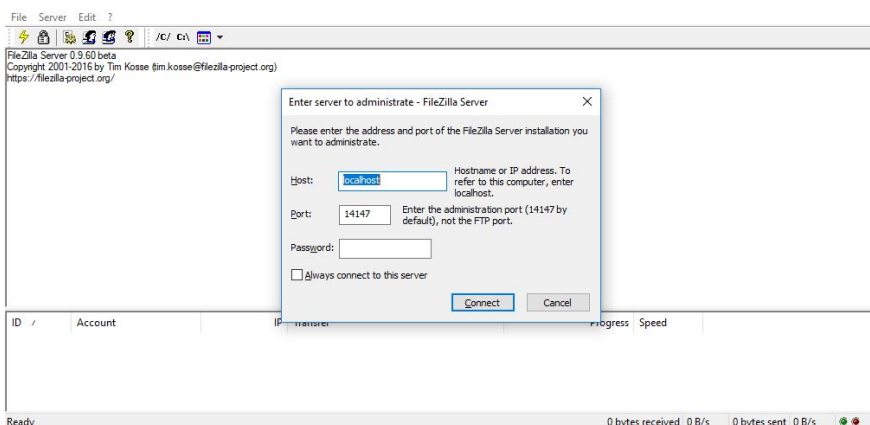 File Server Edit ?
/C/ C:\
FileZilla Server 0.9.60 beta
Copyright 2001-2016 by Tim Kosse (tim.kosse@filezilla-project.org)
https://filezilla-project.org/
Enter server to administrate - FileZilla Server
Please enter the address and port of the FileZilla Server installation you
want to administrate.
Host: localhost
Hostname or IP address. To
refer to this computer, enter
localhost.
Port: 14147
Enter the administration port (14147 by
default), not the FTP port.
Password:
Always connect to this server
Connect Cancel
ID / Account IP Transfer Progress Speed
Ready 0 bytes received 0 B/s 0 bytes sent 0 B/s